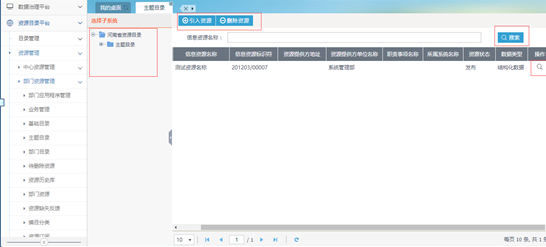 数据治理平台
资源目录平台
目录管理
资源管理
中心资源管理
部门资源管理
部门应用程序管理
业务管理
基础目录
主题目录
部门目录
待删除资源
资源历史库
部门资源
资源缺失反馈
编目分类
我的桌面
主题目录
选择子系统
河南省资源目录
主题目录
引入资源 删除资源
信息资源名称：
搜索
信息资源名称 信息资源标识符 资源提供方地址 资源提供方单位名称 职责事项名称 所属系统名称 资源状态 数据类型 操作
测试资源名称 201203/00007 系统管理部 发布 结构化数据
10 1 / 1 每页 10 条, 共 1 条